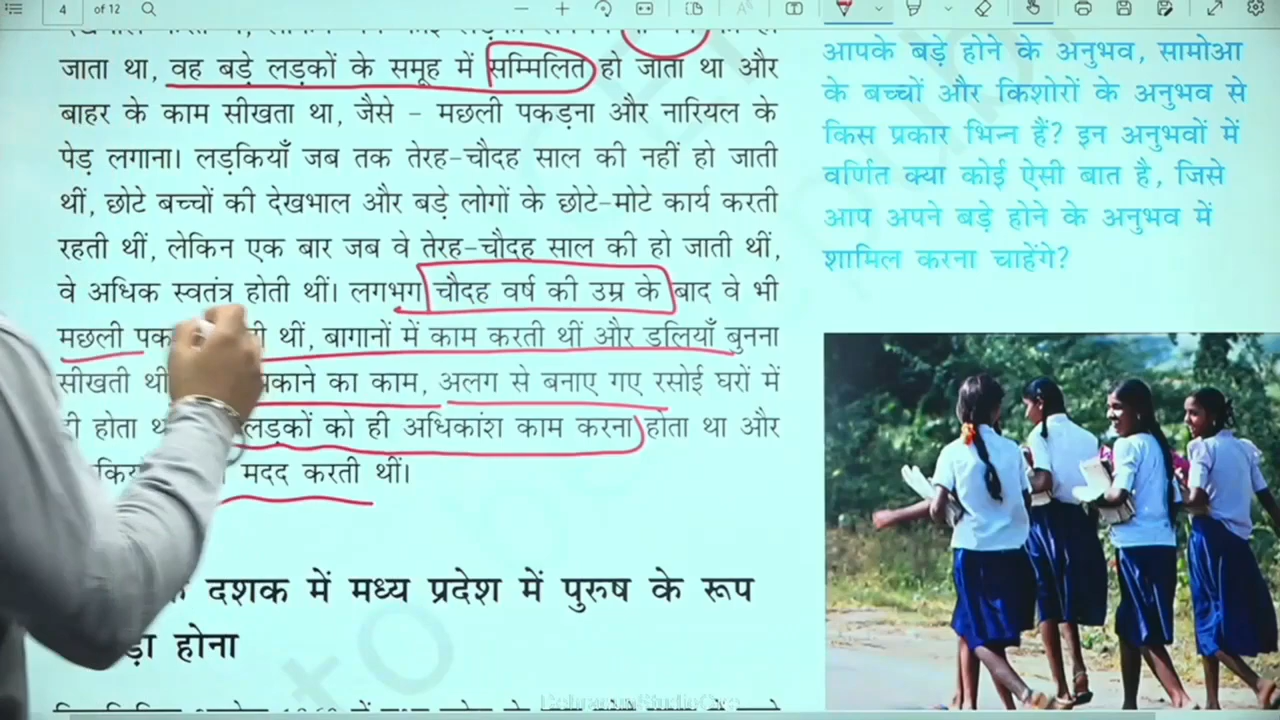 4 of 12
जाता था, वह बड़े लड़कों के समूह में सम्मिलित हो जाता था और
बाहर के काम सीखता था, जैसे – मछली पकड़ना और नारियल के
पेड़ लगाना। लड़कियाँ जब तक तेरह-चौदह साल की नहीं हो जाती
थीं, छोटे बच्चों की देखभाल और बड़े लोगों के छोटे-मोटे कार्य करती
रहती थीं, लेकिन एक बार जब वे तेरह-चौदह साल की हो जाती थीं,
वे अधिक स्वतंत्र होती थीं। लगभग चौदह वर्ष की उम्र के बाद वे भी
मछली थीं, बागानों में काम करती थीं और डलियाँ बुनना
सीखती पकाने का काम, अलग से बनाए गए रसोई घरों में
होता लड़कों को ही अधिकांश काम करना होता था और
मदद करती थीं।
दशक में मध्य प्रदेश में पुरुष के रूप
होना
आपके बड़े होने के अनुभव, सामोआ
के बच्चों और किशोरों के अनुभव से
किस प्रकार भिन्न हैं? इन अनुभवों में
वर्णित क्या कोई ऐसी बात है, जिसे
आप अपने बड़े होने के अनुभव में
शामिल करना चाहेंगे?